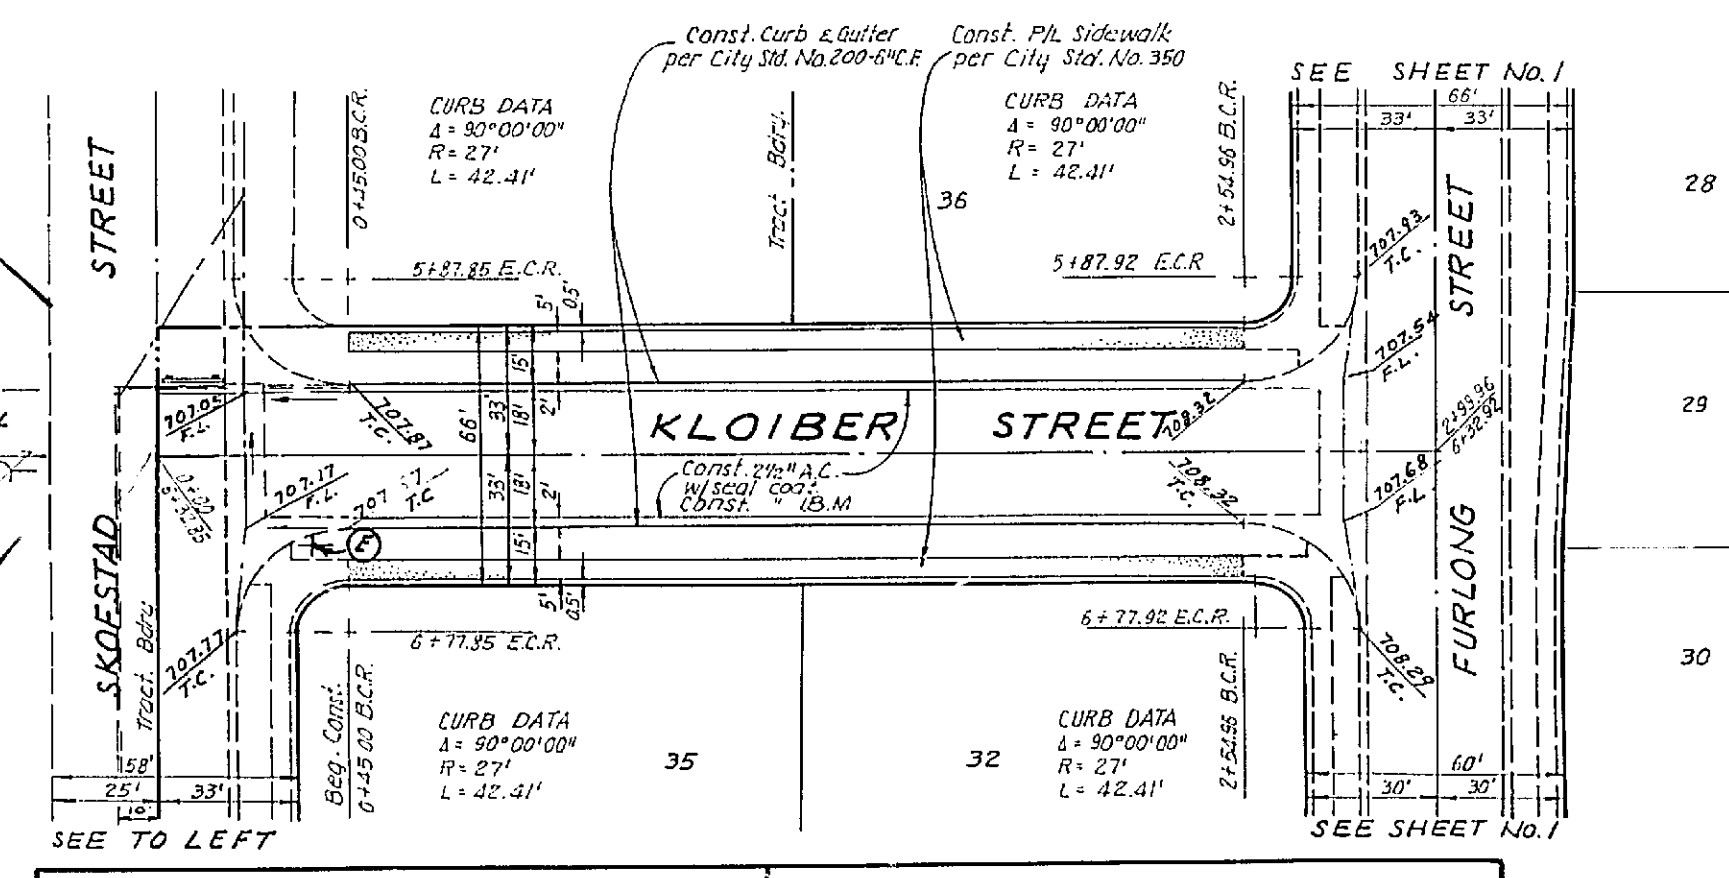 Const. Curb & Gutter
per City Std. No. 200-6" C.F.
Const. P/L Sidewalk
per City Std. No. 350
SEE SHEET No. 1
66'
33' 33'
STREET
0+45.00 B.C.R.
CURB DATA
Δ = 90°00'00"
R = 27'
L = 42.41'
Tract Bdry.
CURB DATA
Δ = 90°00'00"
R = 27'
L = 42.41'
36
2+54.96 B.C.R.
STREET
28
707.93
T.C.
5+87.85 E.C.R.
5+87.92 E.C.R
5'
0.5'
707.54
F.L.
15'
2'
66'
33'
18'
707.05
F.L.
707.87
T.C.
KLOIBER STREET
708.32
2+99.96
6+32.92
29
Const. 2½" A.C.
w/seal coat
Const. " I.B.M
33'
18'
2'
15'
0+00
5+32.85
707.17
F.L.
T.C
708.32
T.C.
707.68
F.L.
E
SKOESTAD
FURLONG
5'
0.5'
6+77.85 E.C.R.
6+77.92 E.C.R.
Tract Bdry
707.77
T.C.
708.29
T.C.
30
Beg. Const.
0+45.00 B.C.R.
CURB DATA
Δ = 90°00'00"
R = 27'
L = 42.41'
35
32
CURB DATA
Δ = 90°00'00"
R = 27'
L = 42.41'
2+54.96 B.C.R.
58'
25' 33'
60'
30' 30'
SEE TO LEFT
SEE SHEET No. 1